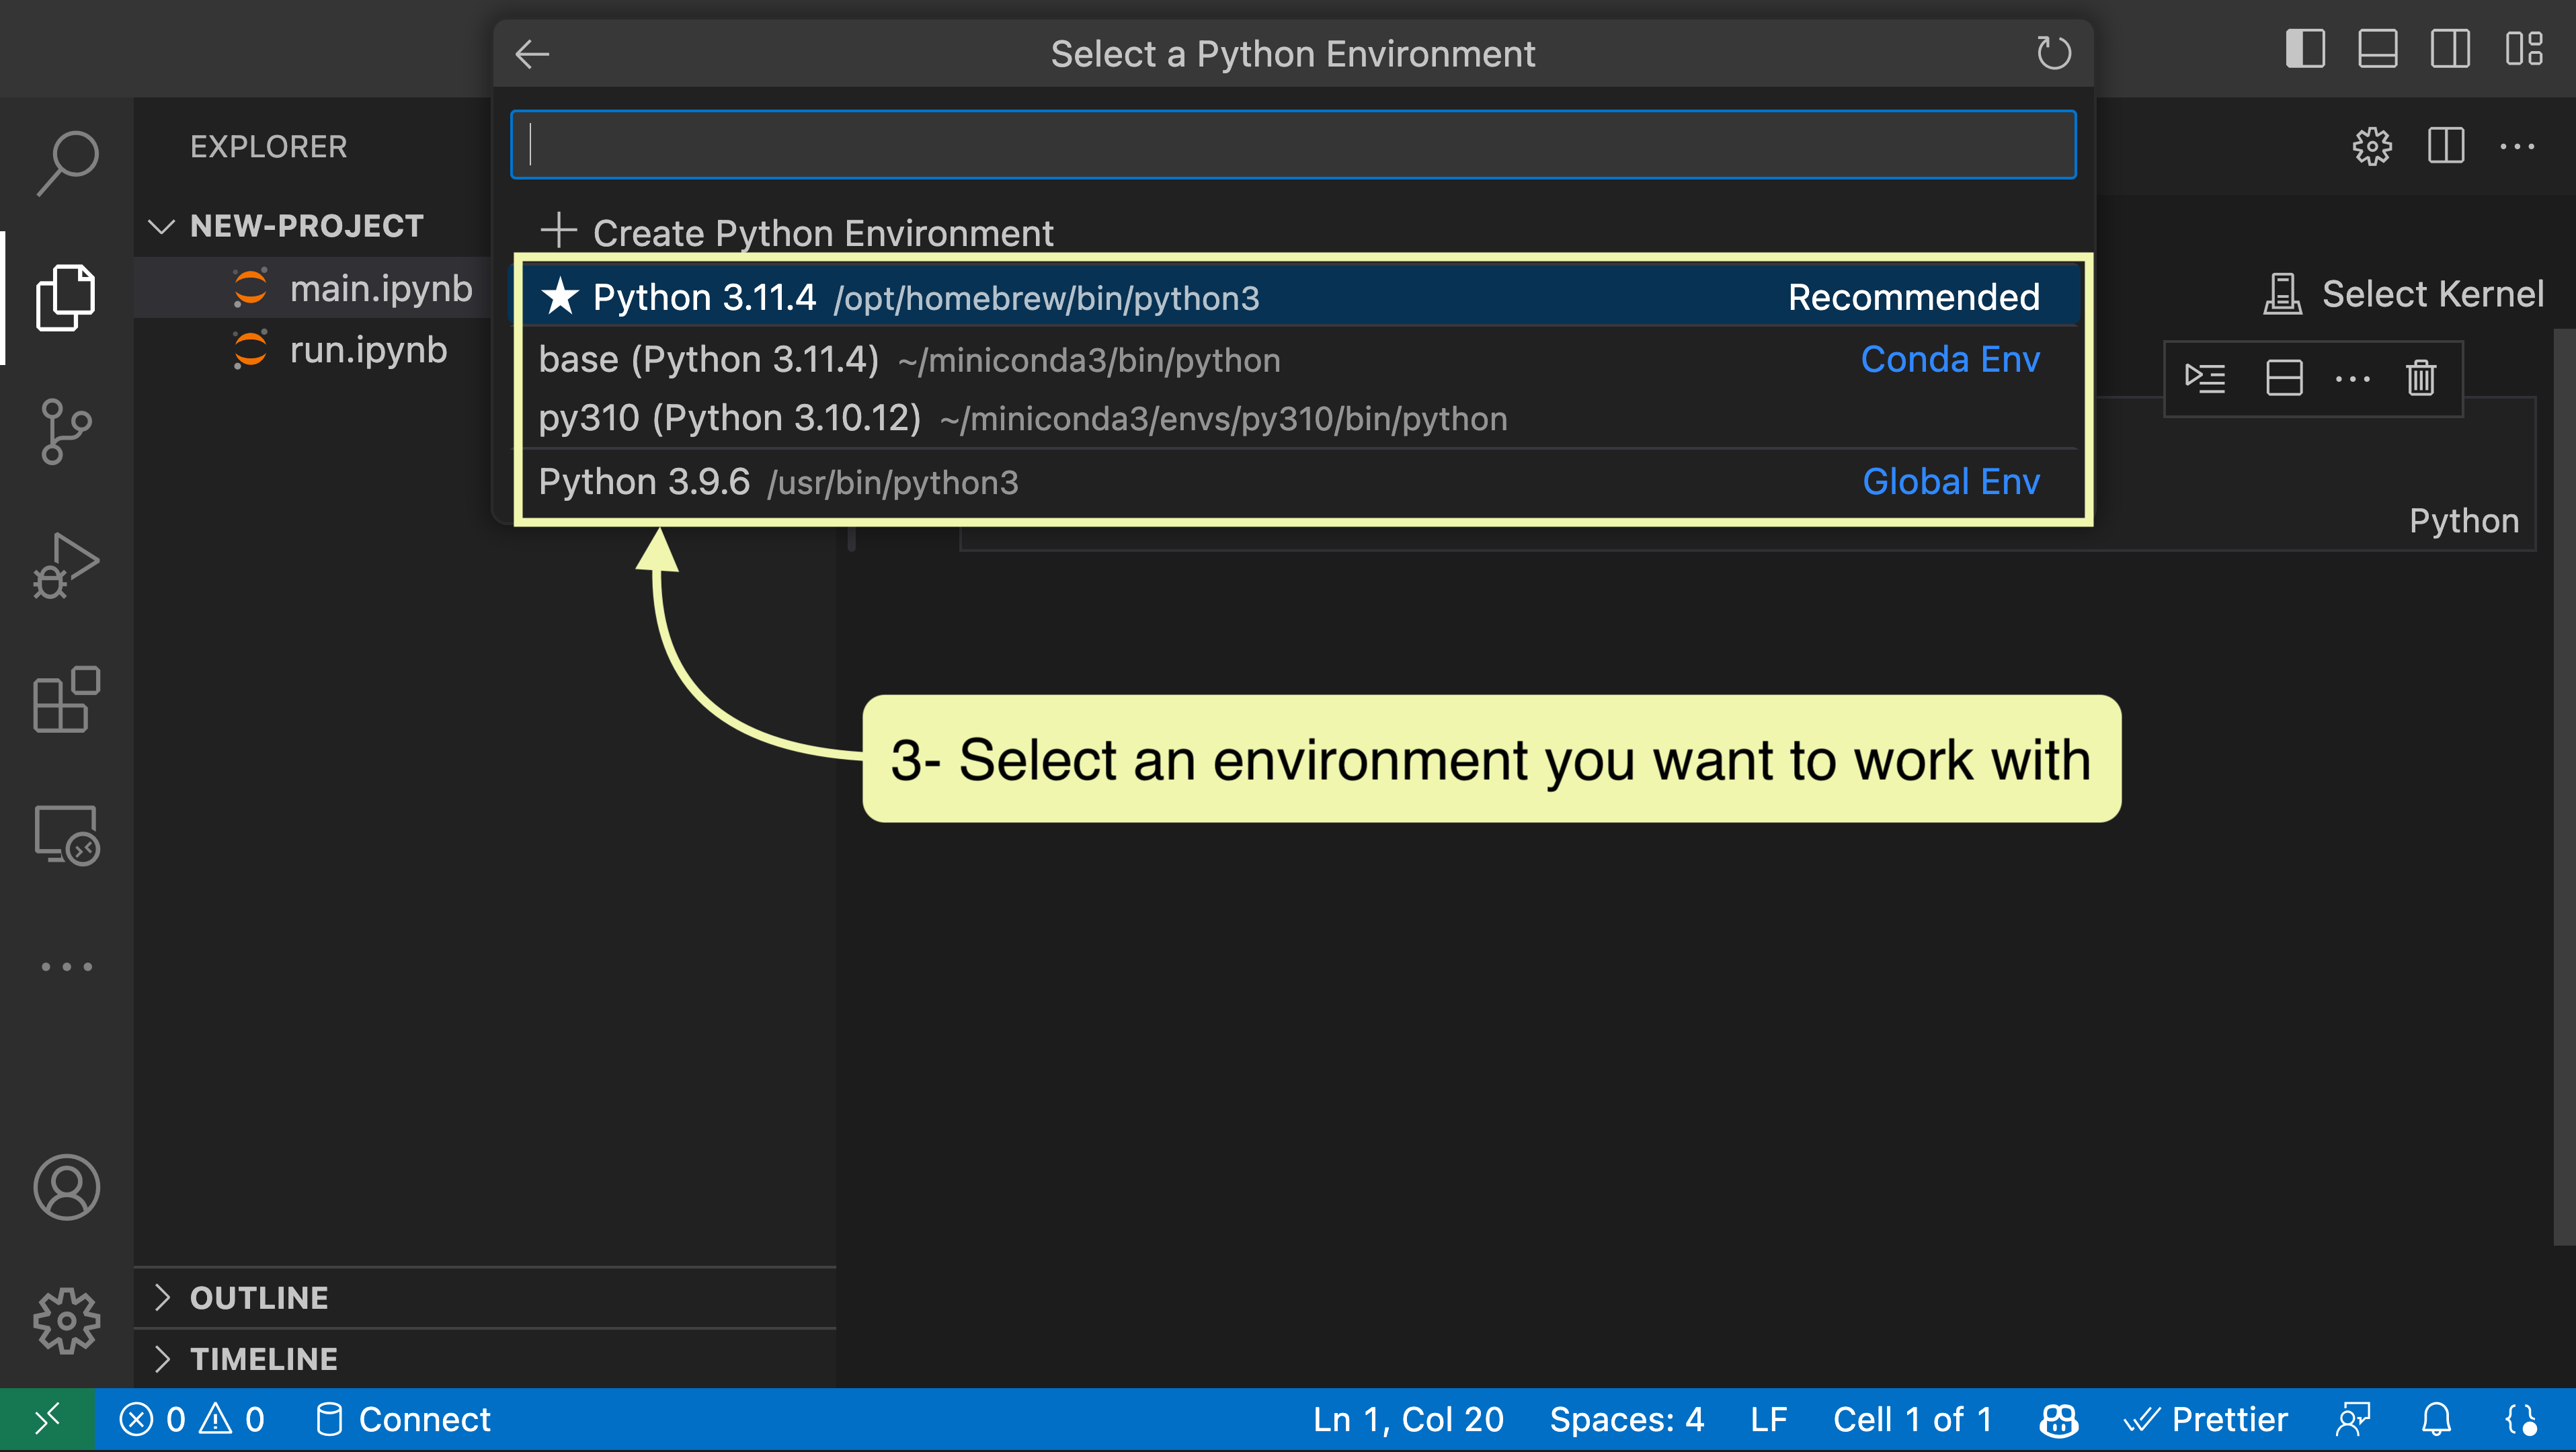 Select a Python Environment
EXPLORER
NEW-PROJECT
main.ipynb
run.ipynb
Create Python Environment
Python 3.11.4 /opt/homebrew/bin/python3 Recommended
base (Python 3.11.4) ~/miniconda3/bin/python Conda Env
py310 (Python 3.10.12) ~/miniconda3/envs/py310/bin/python
Python 3.9.6 /usr/bin/python3 Global Env
Select Kernel
Python
3- Select an environment you want to work with
OUTLINE
TIMELINE
0 0 Connect Ln 1, Col 20 Spaces: 4 LF Cell 1 of 1 Prettier